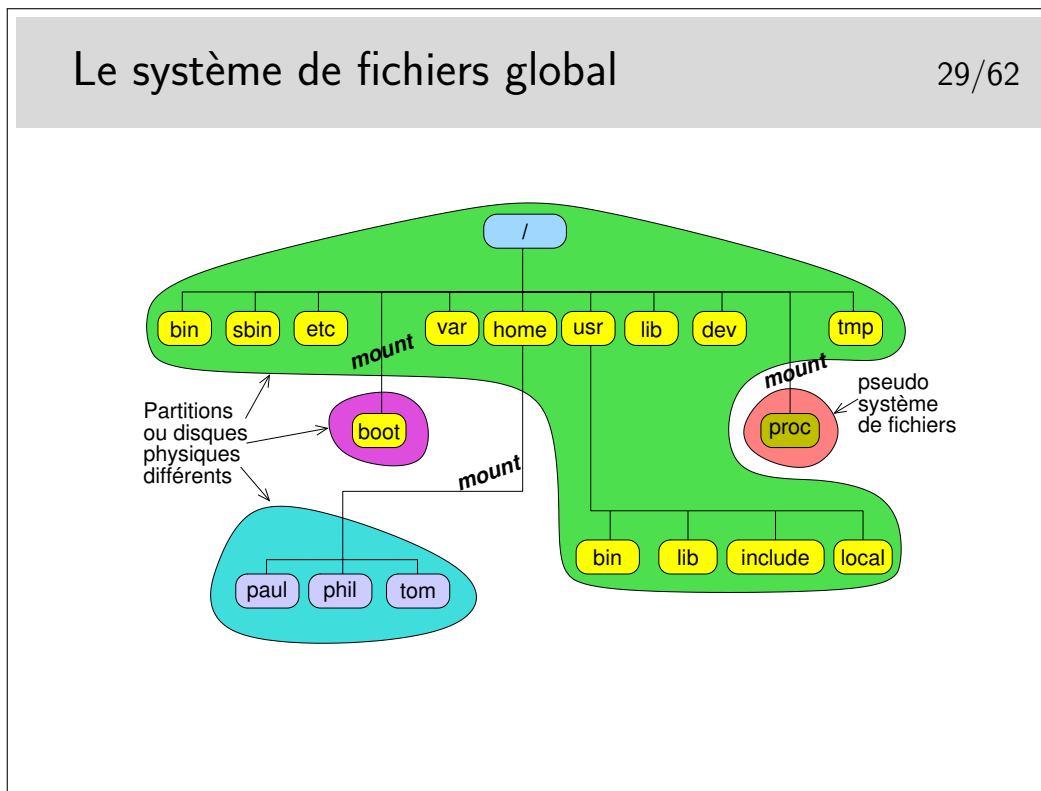 Le système de fichiers global 29/62
/
bin sbin etc var home usr lib dev tmp
mount
mount
pseudo
système
de fichiers
Partitions
ou disques
physiques
différents
boot
proc
mount
bin lib include local
paul phil tom